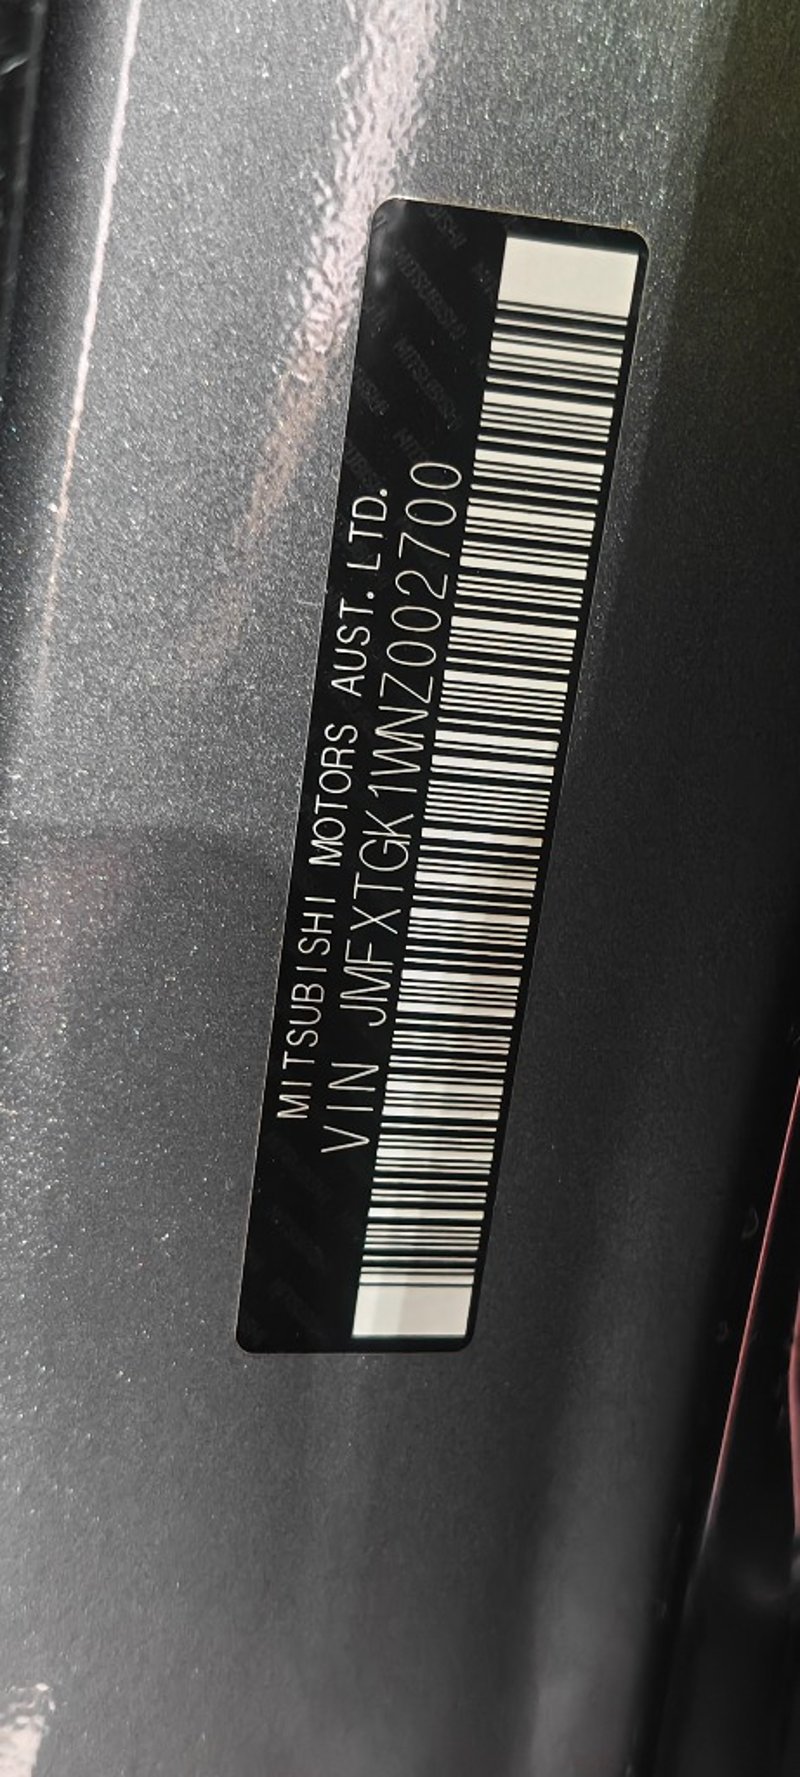 MITSUBISHI MOTORS AUST. LTD.
VIN JMFXTGK1WNZ002700